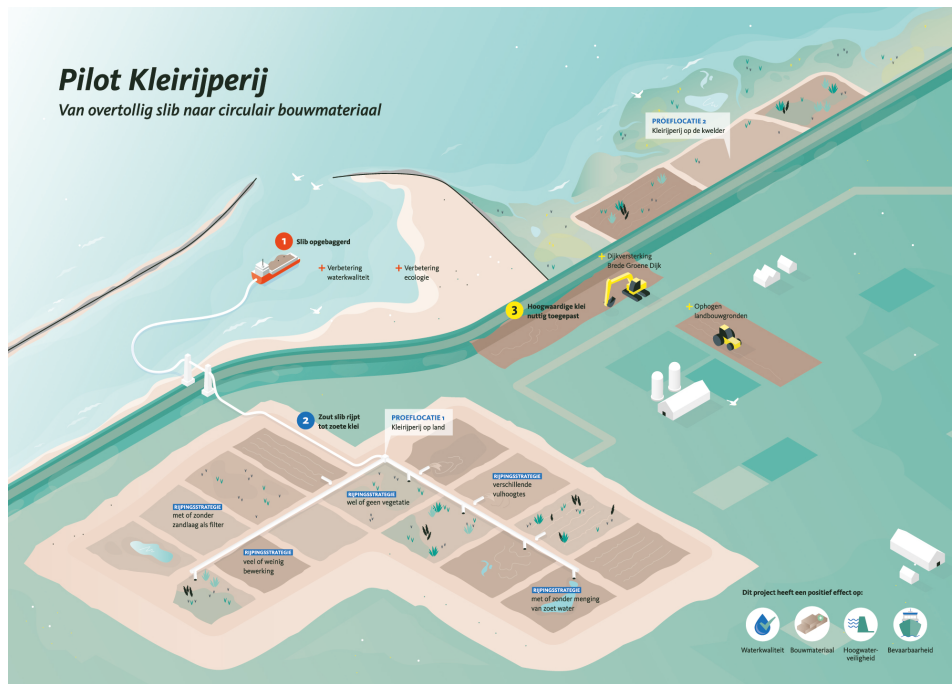 Pilot Kleirijperij
Van overtollig slib naar circulair bouwmateriaal
PROEFLOCATIE 2
Kleirijperij op de kwelder
1 Slib opgebaggerd
+ Verbetering
waterkwaliteit
+ Verbetering
ecologie
+ Dijkversterking
Brede Groene Dijk
3 Hoogwaardige klei
nuttig toegepast
+ Ophogen
landbouwgronden
2 Zout slib rijpt
tot zoete klei
PROEFLOCATIE 1
Kleirijperij op land
RIJPINGSSTRATEGIE
met of zonder
zandlaag als filter
RIJPINGSSTRATEGIE
wel of geen vegetatie
RIJPINGSSTRATEGIE
verschillende
vulhoogtes
RIJPINGSSTRATEGIE
veel of weinig
bewerking
RIJPINGSSTRATEGIE
met of zonder menging
van zoet water
Dit project heeft een positief effect op:
Waterkwaliteit
Bouwmateriaal
Hoogwater-
veiligheid
Bevaarbaarheid